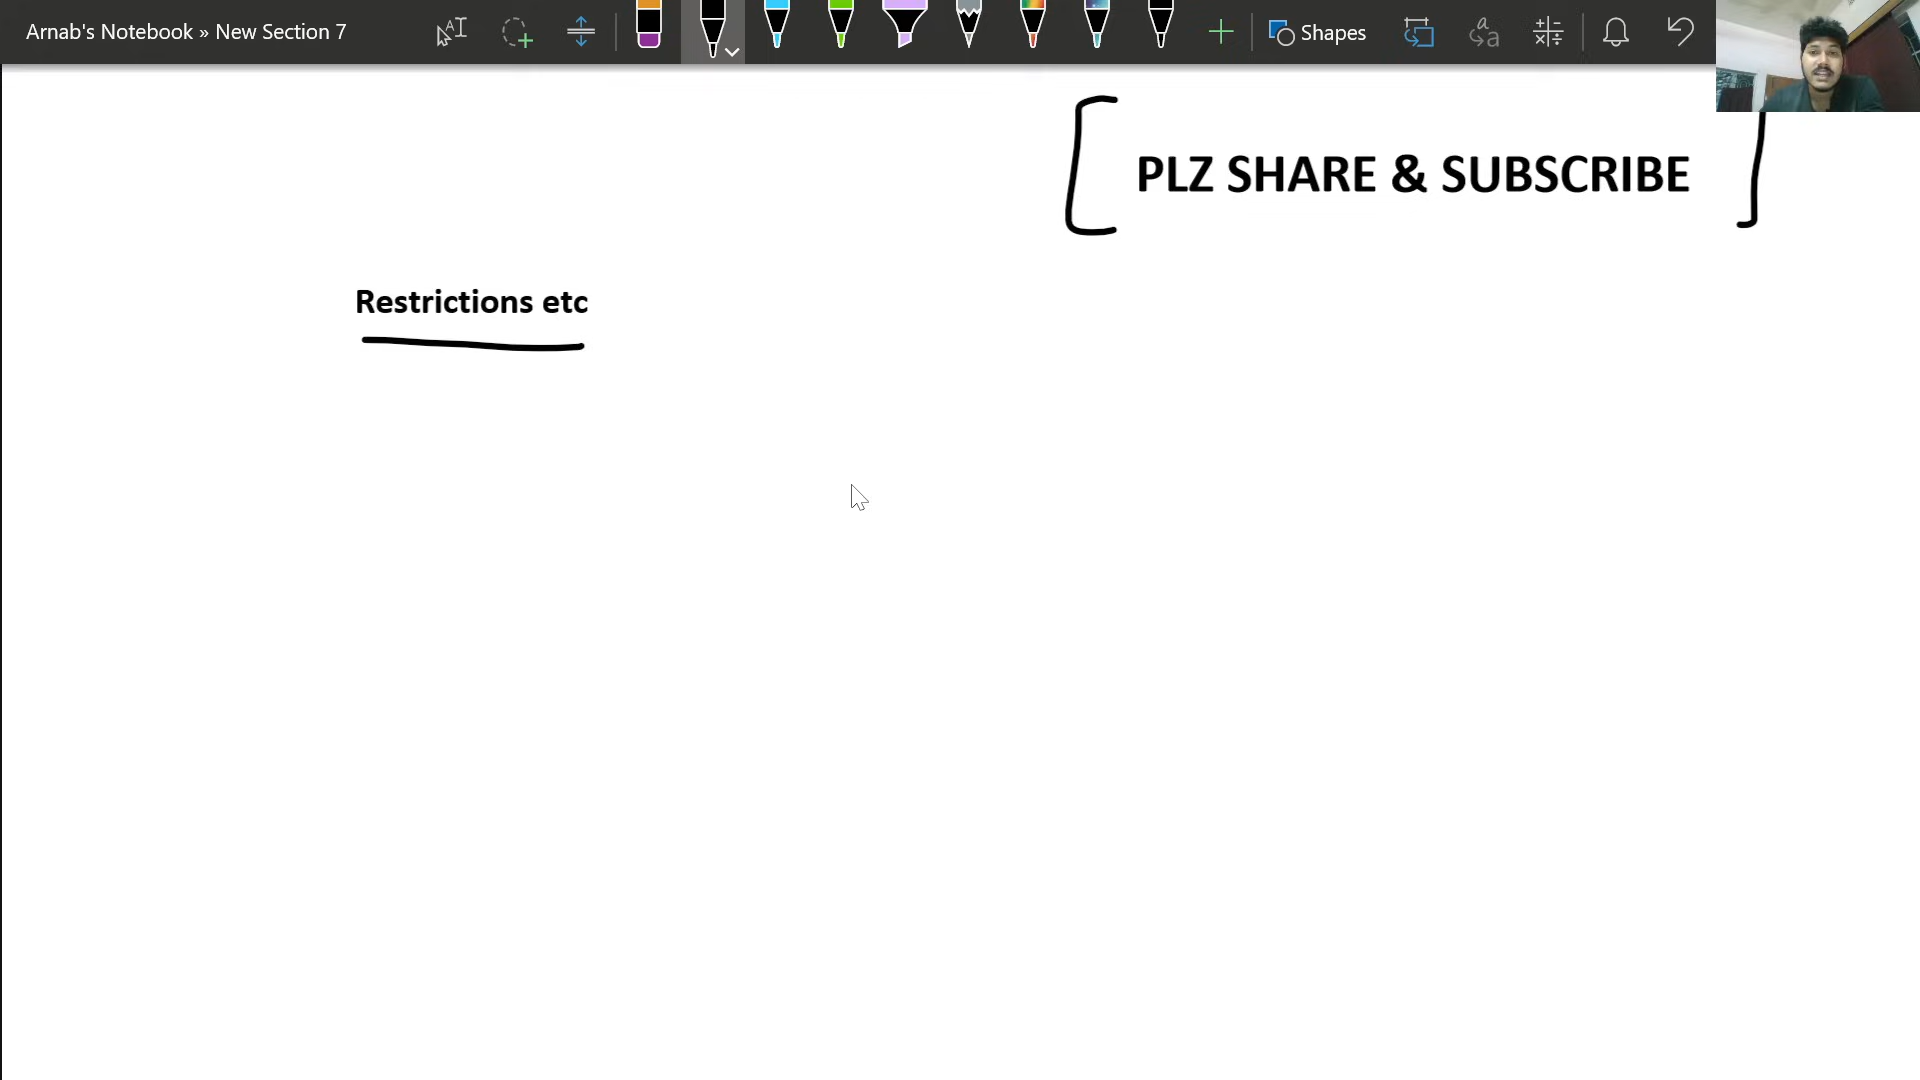 Arnab's Notebook » New Section 7
Shapes
PLZ SHARE & SUBSCRIBE
Restrictions etc